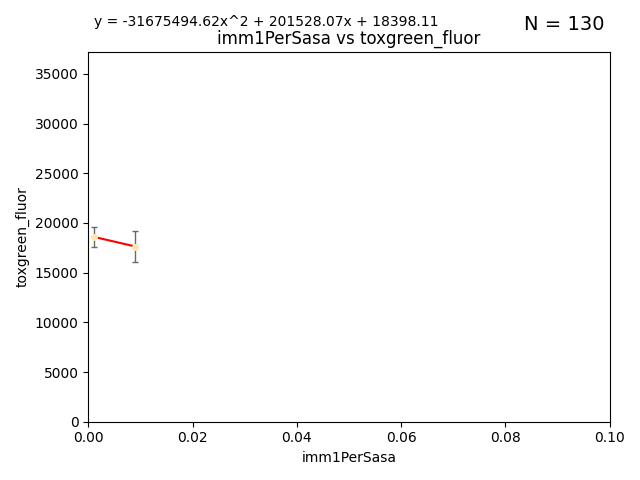 y = -31675494.62x^2 + 201528.07x + 18398.11
N = 130
imm1PerSasa vs toxgreen_fluor
35000
30000
25000
20000
15000
10000
5000
0
toxgreen_fluor
0.00 0.02 0.04 0.06 0.08 0.10
imm1PerSasa